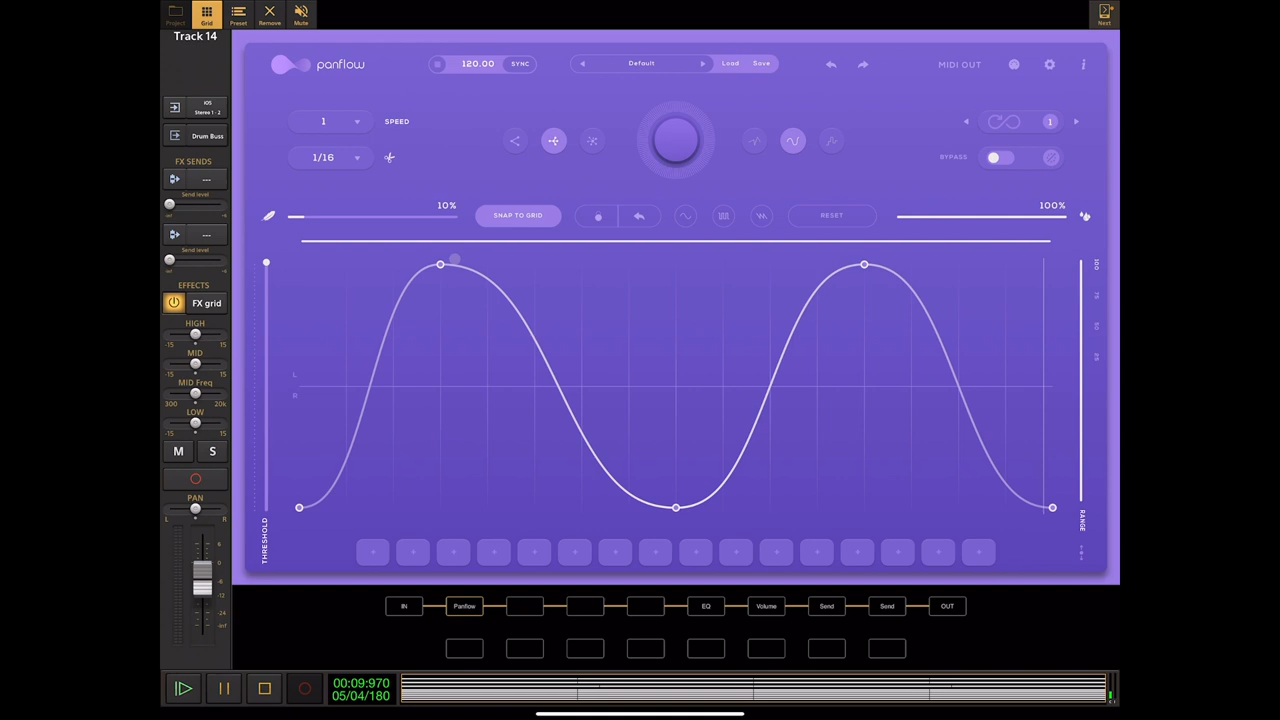 Project
Grid
Preset
Remove
Mute
Next
Track 14
panflow
120.00
SYNC
Default
Load
Save
MIDI OUT
i
iOS
Stereo 1 - 2
Drum Buss
1
SPEED
1
1/16
BYPASS
FX SENDS
---
Send level
-inf
-6
---
Send level
-inf
-6
10%
SNAP TO GRID
RESET
100%
EFFECTS
FX grid
HIGH
-15
15
MID
-15
15
MID Freq
300
20k
LOW
-15
15
M
S
PAN
L
R
L
R
100
75
50
25
THRESHOLD
RANGE
6
0
-6
-12
-24
-inf
IN
Panflow
EQ
Volume
Send
Send
OUT
00:09:970
05/04/180